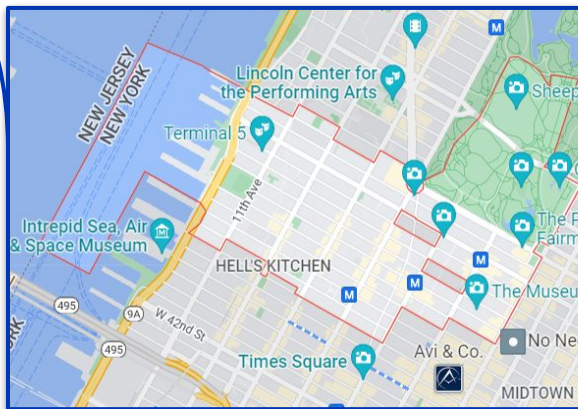 M
Lincoln Center for
the Performing Arts
NEW JERSEY
NEW YORK
Sheep
Terminal 5
11th Ave
Intrepid Sea, Air
& Space Museum
The P
Fairm
HELL'S KITCHEN
M
M
M
The Museu
495
9A
W 42nd St
495
Times Square
Avi & Co.
No Ne
MIDTOWN
ORK